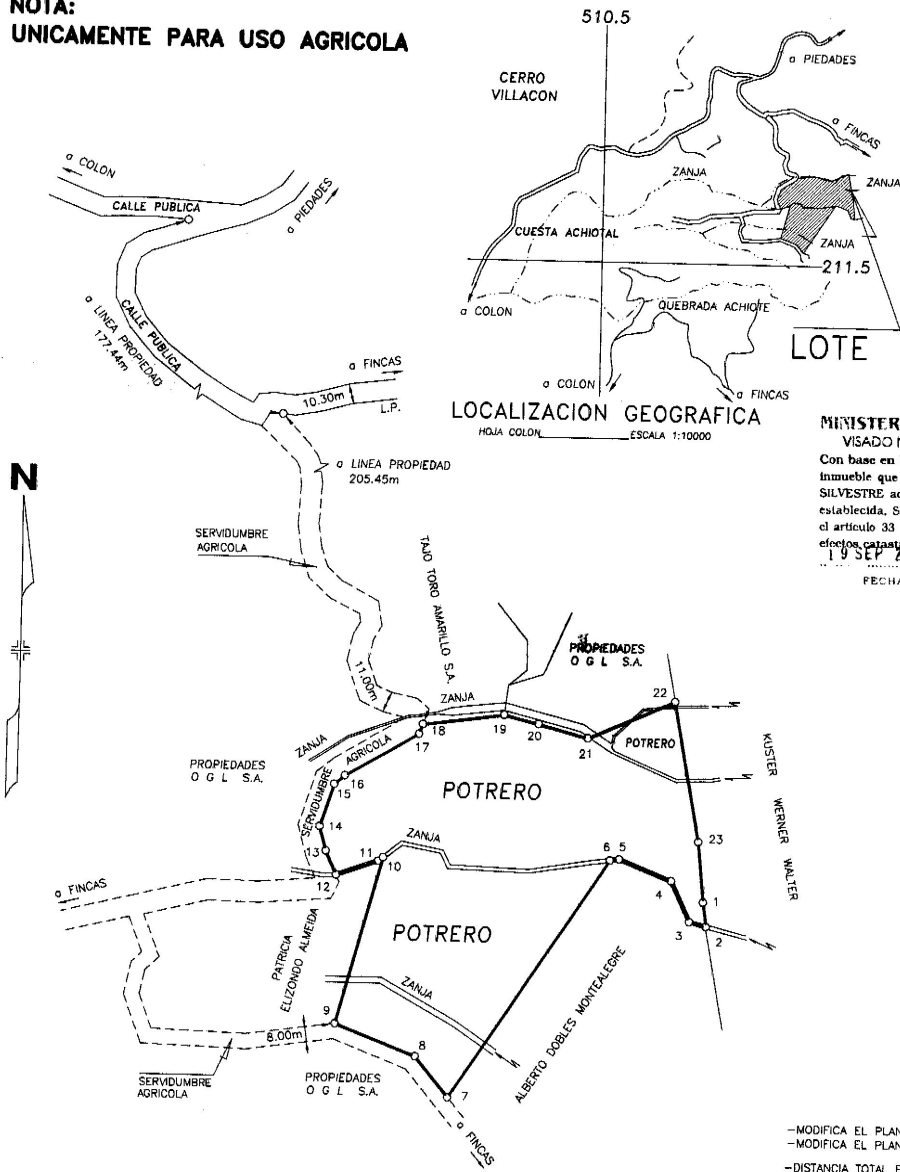 NOTA:
UNICAMENTE PARA USO AGRICOLA
510.5
CERRO
VILLACON
a PIEDADES
a FINCAS
ZANJA
ZANJA
CUESTA ACHIOTAL
ZANJA
211.5
a COLON
QUEBRADA ACHIOTE
LOTE
a COLON
a FINCAS
LOCALIZACION GEOGRAFICA
HOJA COLON ESCALA 1:10000
a COLON
CALLE PUBLICA
a PIEDADES
CALLE PUBLICA
a LINEA PROPIEDAD
177.44m
a FINCAS
10.30m
L.P.
a LINEA PROPIEDAD
205.45m
MINISTER
VISADO
Con base en
inmueble que
SILVESTRE
establecida. S
el artículo 33
efectos catast
19 SEP 2
FECHA
N
SERVIDUMBRE
AGRICOLA
TAJO TORO AMARILLO S.A.
11.00m
PROPIEDADES
O G L S.A.
22
ZANJA
19
18
20
17
21
POTRERO
ZANJA
AGRICOLA
PROPIEDADES
O G L S.A.
16
15
SERVIDUMBRE
POTRERO
KUSTER WERNER WALTER
14
13
ZANJA
23
11
10
6
5
12
4
1
3
2
a FINCAS
PATRICIA
ELIZONDO ALMEIDA
POTRERO
ZANJA
ALBERTO DOBLES MONTEALEGRE
9
8.00m
8
7
SERVIDUMBRE
AGRICOLA
PROPIEDADES
O G L S.A.
a FINCAS
-MODIFICA EL PLAN
-MODIFICA EL PLAN
-DISTANCIA TOTAL